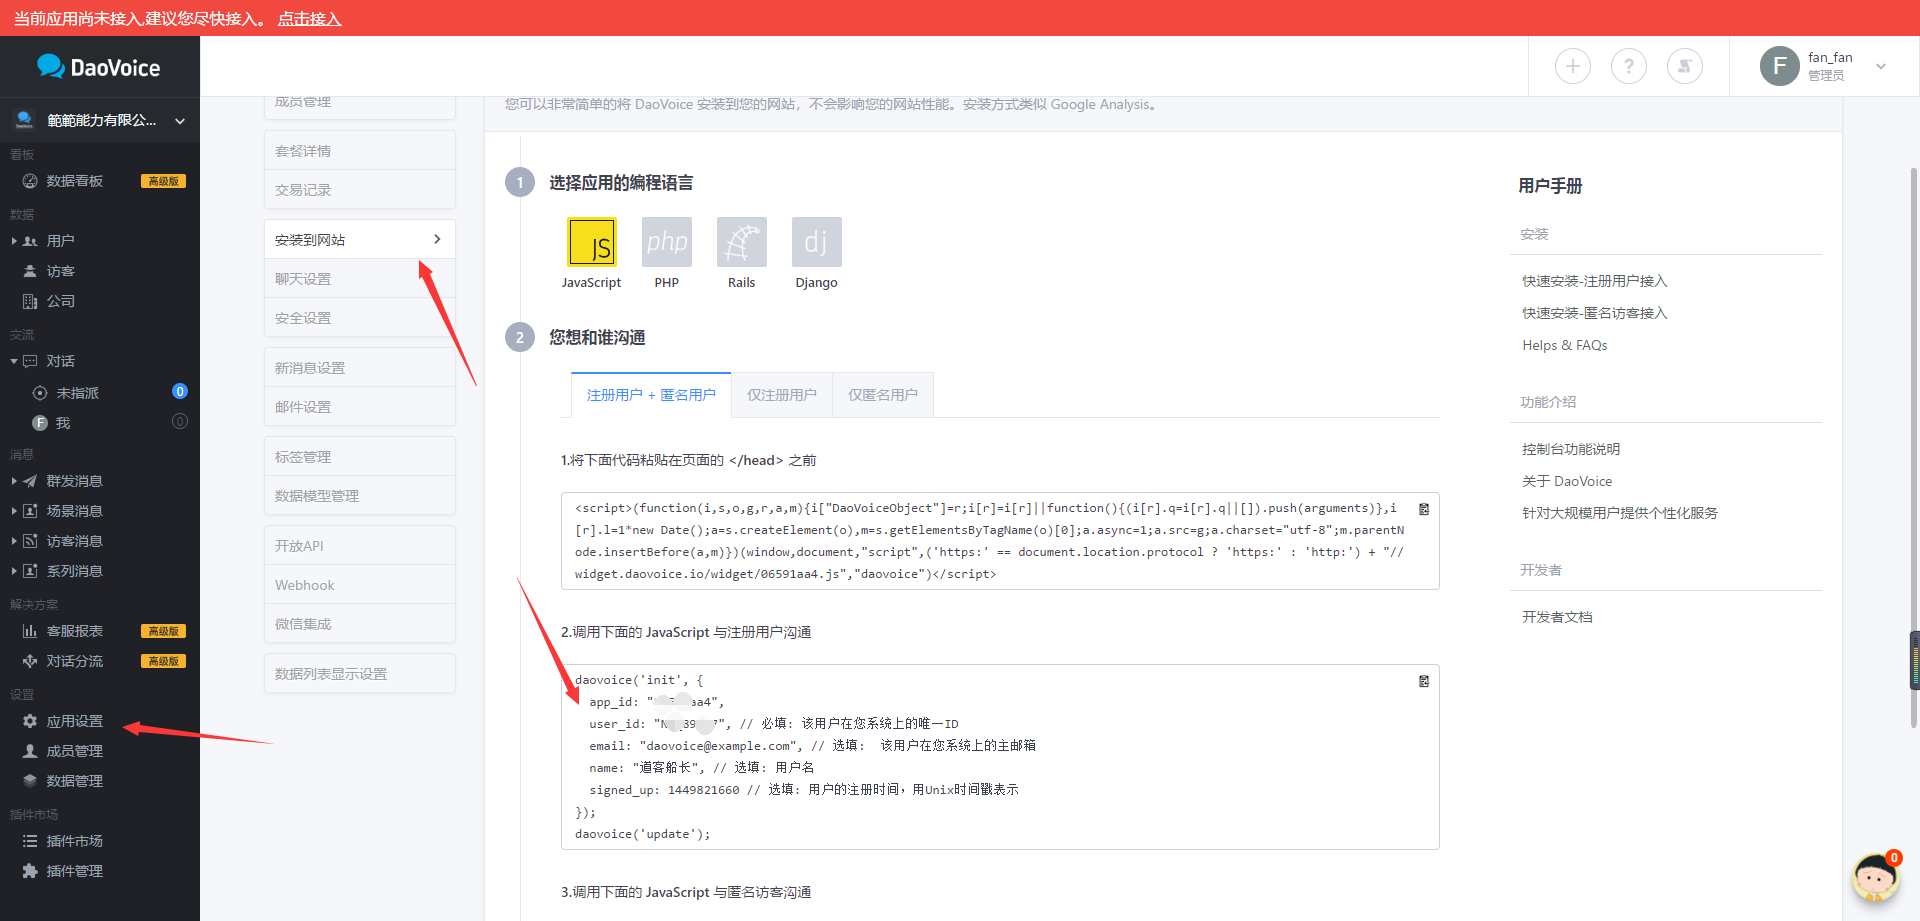 当前应用尚未接入,建议您尽快接入。 点击接入
DaoVoice
fan_fan
管理员
範範能力有限公...
看板
数据看板 高级版
数据
用户
访客
公司
交流
对话
未指派 0
我 0
消息
群发消息
场景消息
访客消息
系列消息
解决方案
客服报表 高级版
对话分流 高级版
设置
应用设置
成员管理
数据管理
插件市场
插件市场
插件管理
成员管理
套餐详情
交易记录
安装到网站
聊天设置
安全设置
新消息设置
邮件设置
标签管理
数据模型管理
开放API
Webhook
微信集成
数据列表显示设置
您可以非常简单的将 DaoVoice 安装到您的网站，不会影响您的网站性能。安装方式类似 Google Analysis。
1 选择应用的编程语言
JS php dj
JavaScript PHP Rails Django
2 您想和谁沟通
注册用户 + 匿名用户 仅注册用户 仅匿名用户
1.将下面代码粘贴在页面的 </head> 之前
<script>(function(i,s,o,g,r,a,m){i["DaoVoiceObject"]=r;i[r]=i[r]||function(){(i[r].q=i[r].q||[]).push(arguments)},i
[r].l=1*new Date();a=s.createElement(o),m=s.getElementsByTagName(o)[0];a.async=1;a.src=g;a.charset="utf-8";m.parentN
ode.insertBefore(a,m)})(window,document,"script",('https:' == document.location.protocol ? 'https:' : 'http:') + "//
widget.daovoice.io/widget/06591aa4.js","daovoice")</script>
2.调用下面的 JavaScript 与注册用户沟通
daovoice('init', {
app_id: "aa4",
user_id: "", // 必填: 该用户在您系统上的唯一ID
email: "daovoice@example.com", // 选填: 该用户在您系统上的主邮箱
name: "道客船长", // 选填: 用户名
signed_up: 1449821660 // 选填: 用户的注册时间，用Unix时间戳表示
});
daovoice('update');
3.调用下面的 JavaScript 与匿名访客沟通
用户手册
安装
快速安装-注册用户接入
快速安装-匿名访客接入
Helps & FAQs
功能介绍
控制台功能说明
关于 DaoVoice
针对大规模用户提供个性化服务
开发者
开发者文档
0